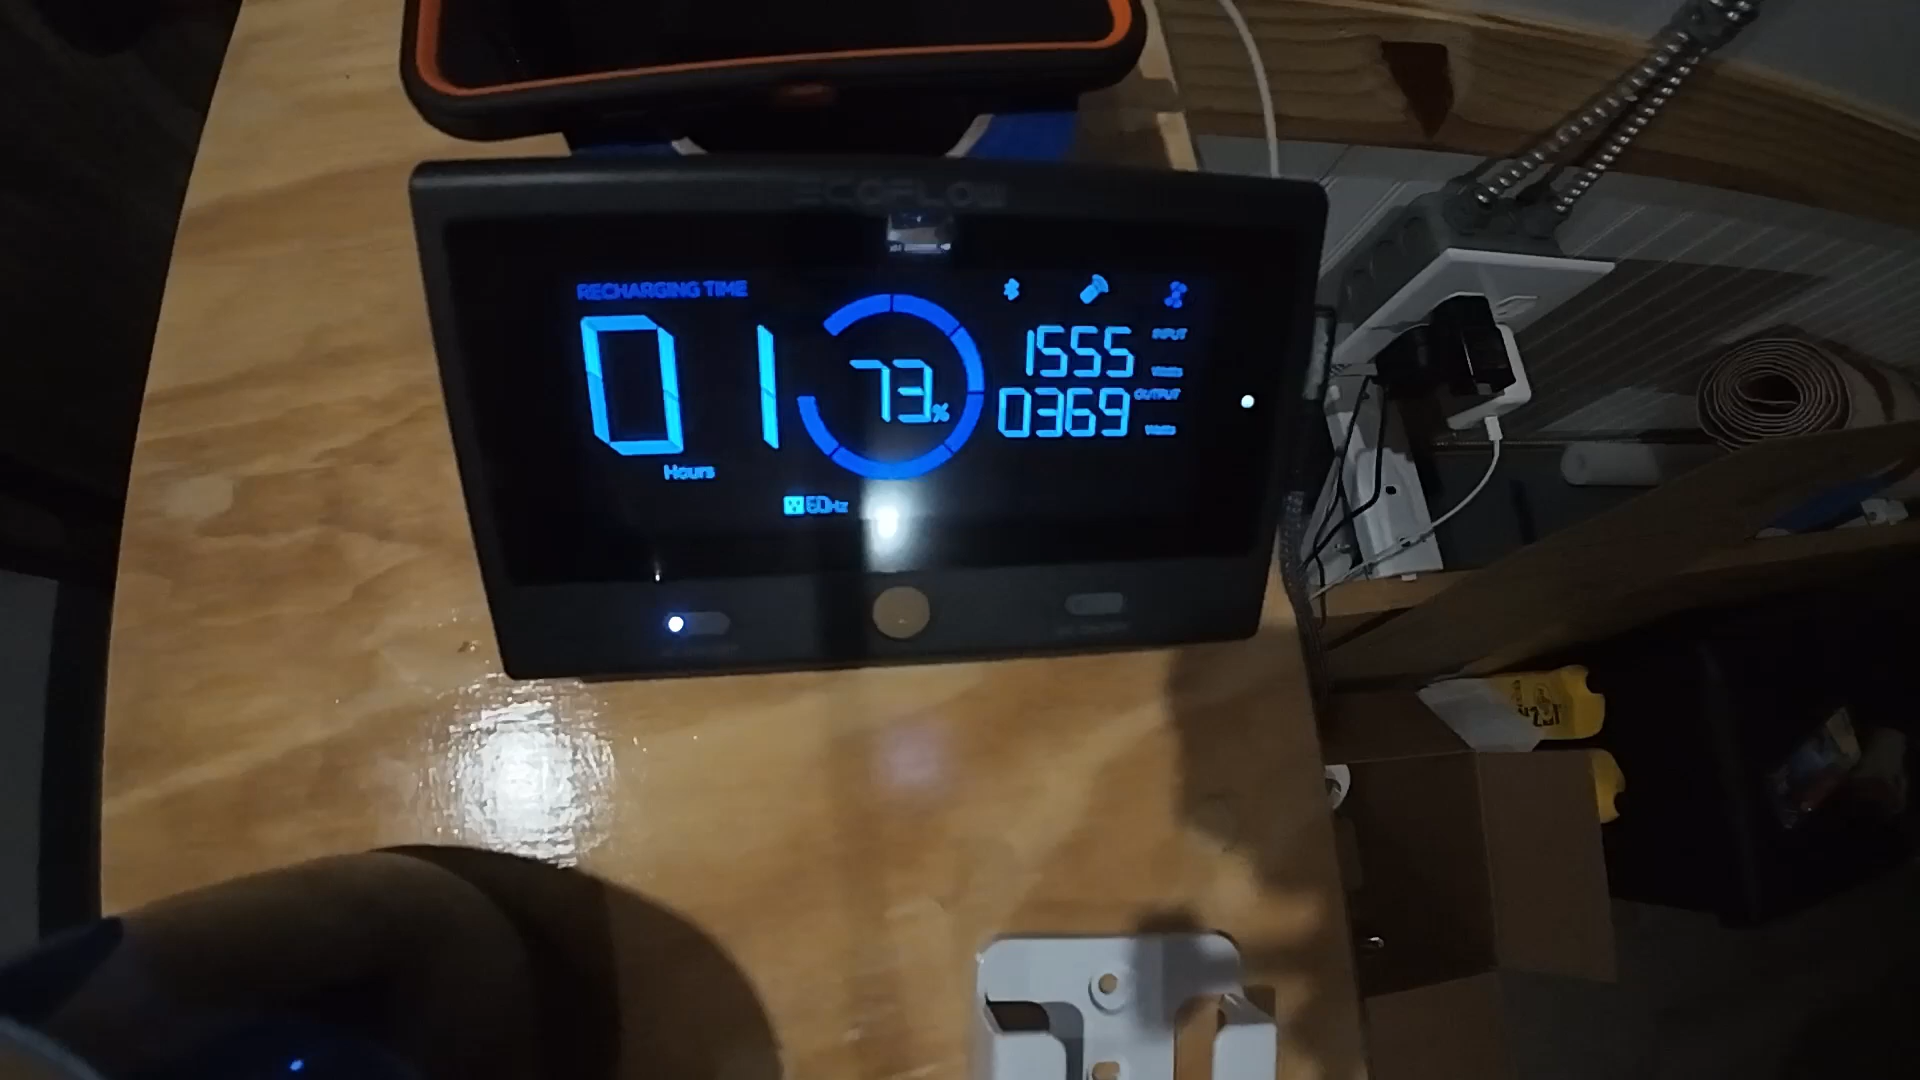 ECOFLOW
RECHARGING TIME
01
Hours
73%
1555
INPUT
Watts
0369
OUTPUT
Watts
60Hz